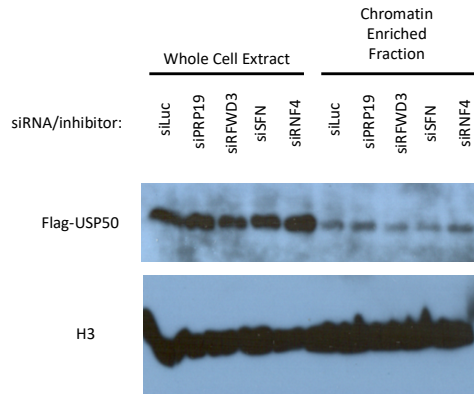 Chromatin
Enriched
Fraction
Whole Cell Extract
siRNA/inhibitor:
siLuc
siPRP19
siRFWD3
siSFN
siRNF4
siLuc
siPRP19
siRFWD3
siSFN
siRNF4
Flag-USP50
H3